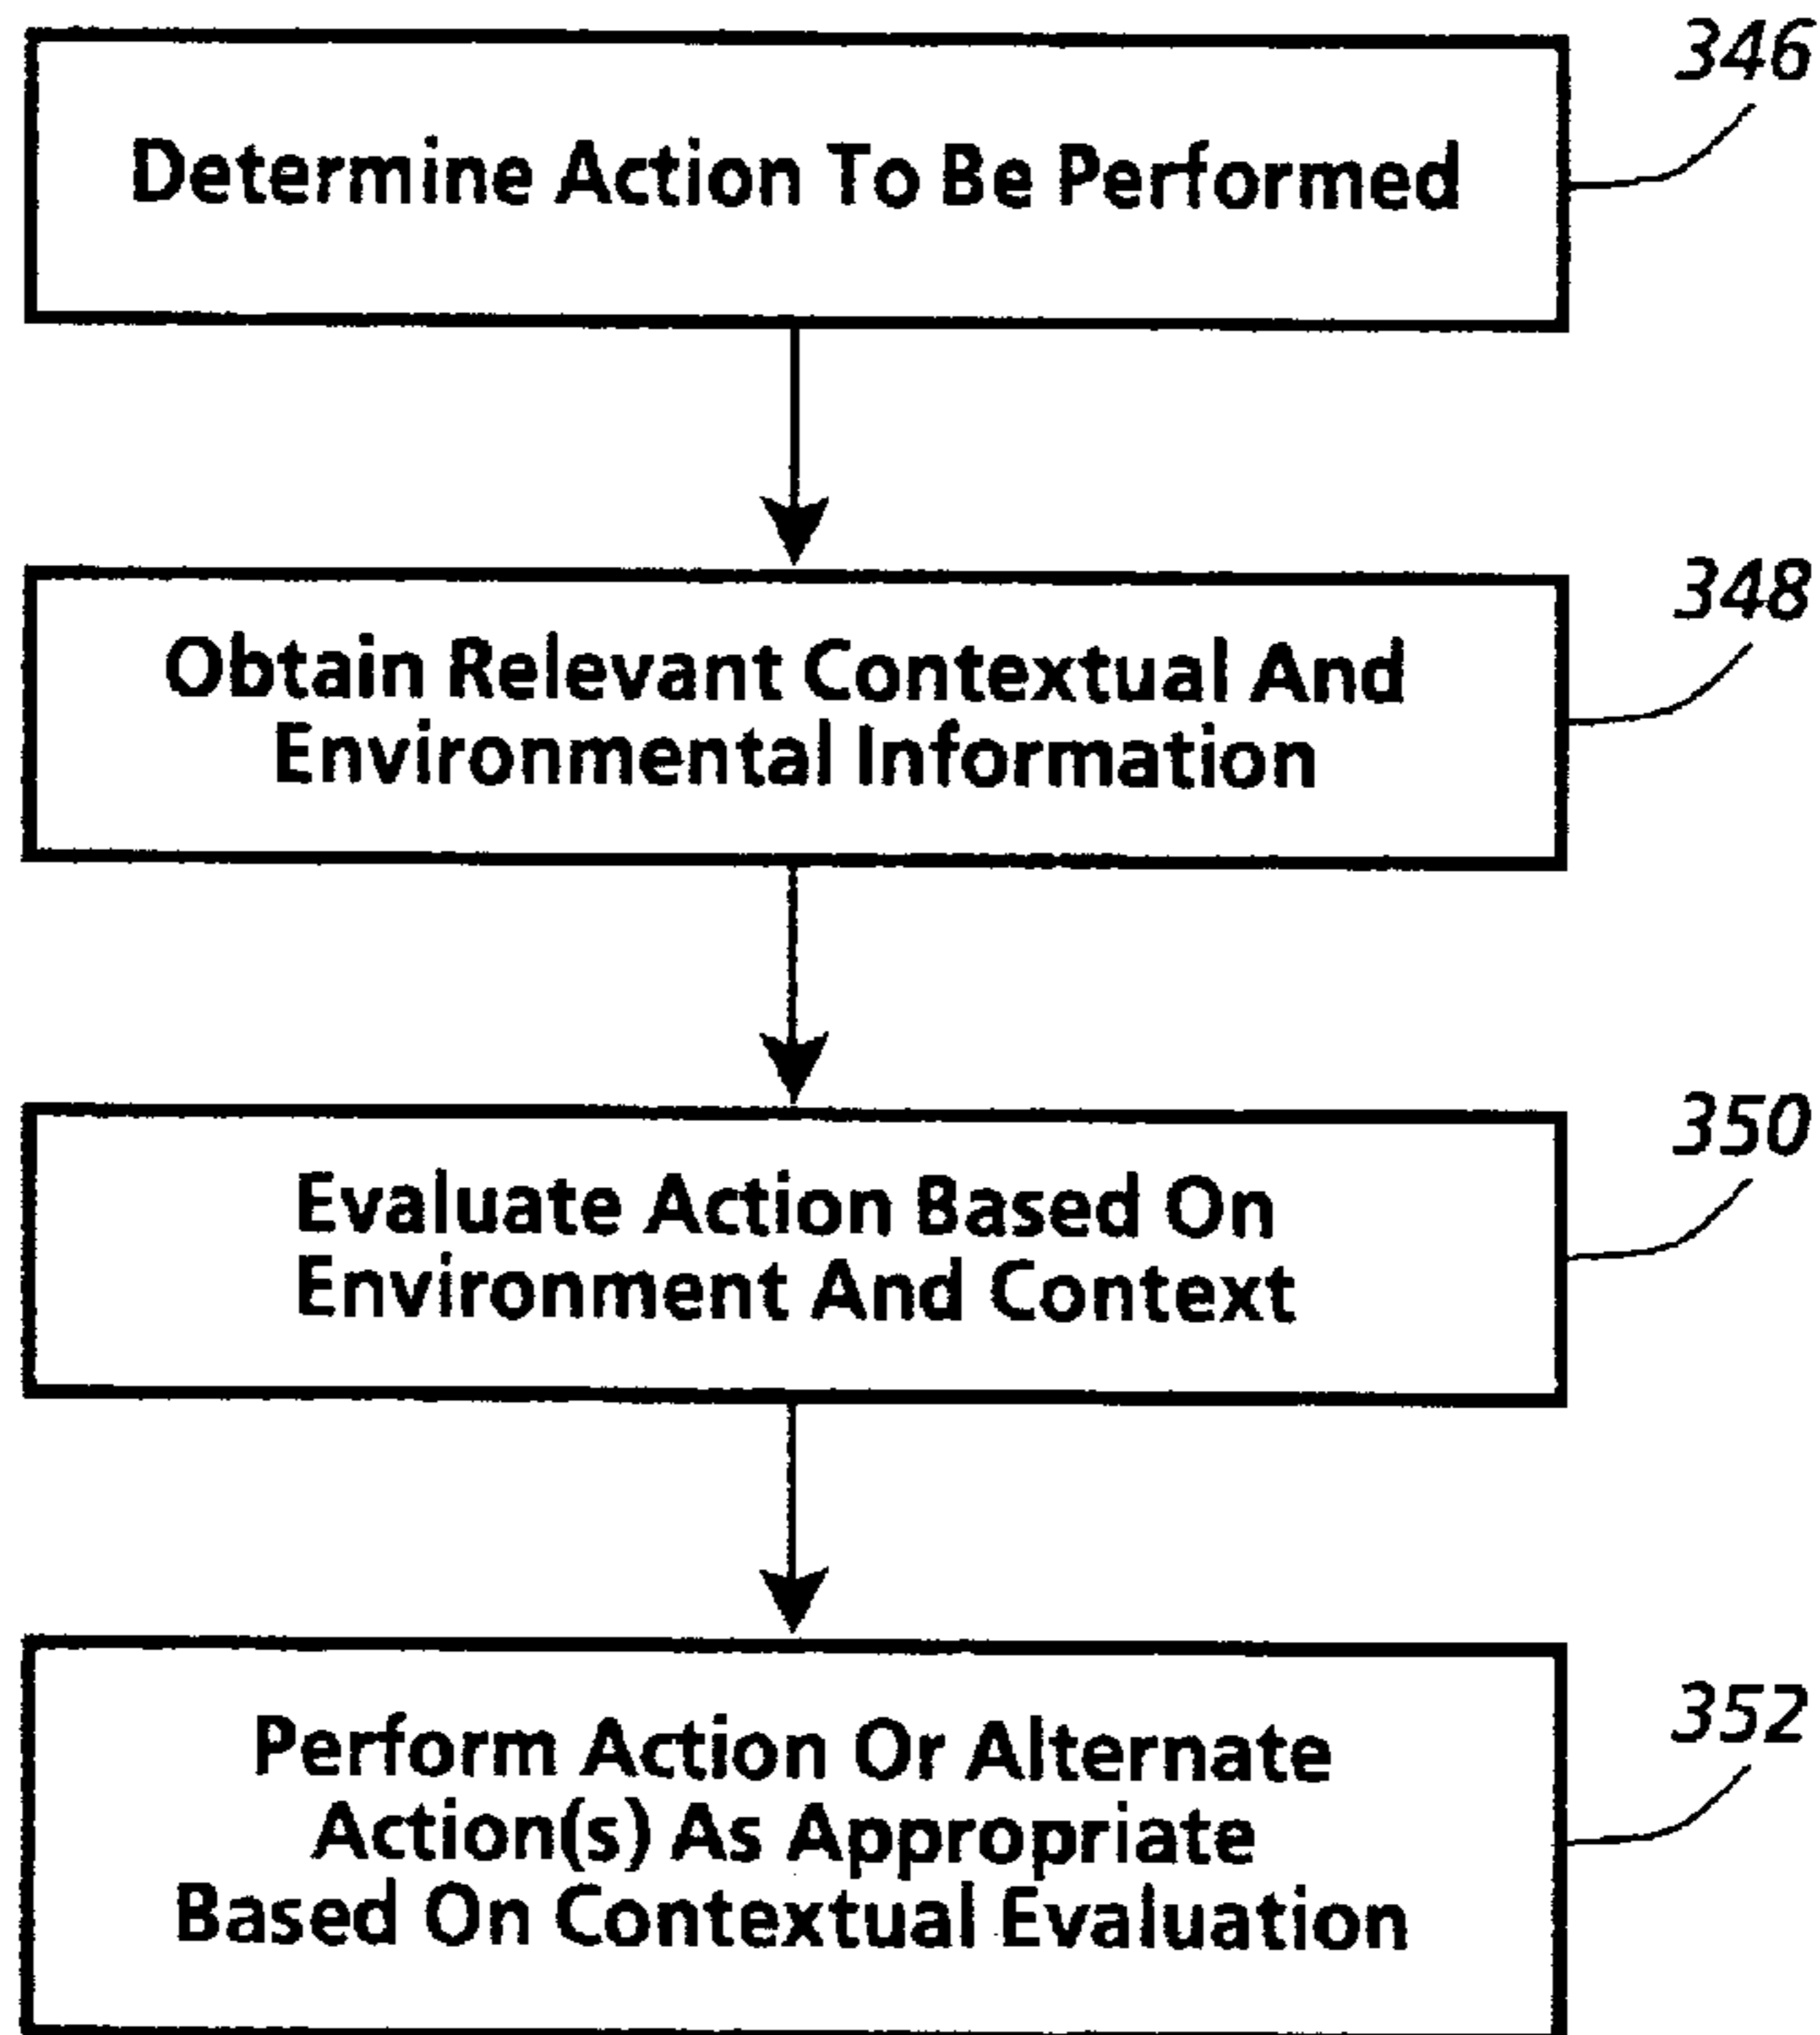 346
Determine Action To Be Performed
348
Obtain Relevant Contextual And
Environmental Information
350
Evaluate Action Based On
Environment And Context
352
Perform Action Or Alternate
Action(s) As Appropriate
Based On Contextual Evaluation